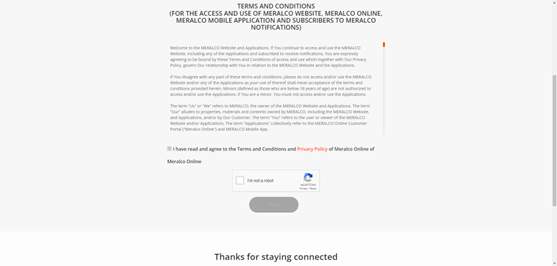 TERMS AND CONDITIONS
(FOR THE ACCESS AND USE OF MERALCO WEBSITE, MERALCO ONLINE,
MERALCO MOBILE APPLICATION AND SUBSCRIBERS TO MERALCO
NOTIFICATIONS)
Welcome to the MERALCO Website and Applications. If You continue to access and use the MERALCO
Website, including any of the Applications and subscribed to receive notifications, You are expressly
agreeing to be bound by these Terms and Conditions of access and use which together with Our Privacy
Policy, govern Our relationship with You in relation to the MERALCO Website and the Applications.
If You disagree with any part of these terms and conditions, please do not access and/or use the MERALCO
Website and/or any of the Applications as your use of thereof shall mean acceptance of the terms and
conditions provided herein. Minors (defined as those who are below 18 years of age) are not authorized to
access and/or use the Applications. If You are a minor, You must not access and/or use the Applications.
The term "Us" or "We" refers to MERALCO, the owner of the MERALCO Website and Applications. The term
"Our" alludes to properties, materials and contents owned by MERALCO, including the MERALCO Website,
and Applications, and/or by Our Customer. The term "You" refers to the user or viewer of the MERALCO
Website and/or Applications. The term "Applications" collectively refer to the MERALCO Online Customer
Portal ("Meralco Online") and MERALCO Mobile App.
I have read and agree to the Terms and Conditions and Privacy Policy of Meralco Online of
Meralco Online
I'm not a robot
reCAPTCHA
Privacy - Terms
Thanks for staying connected